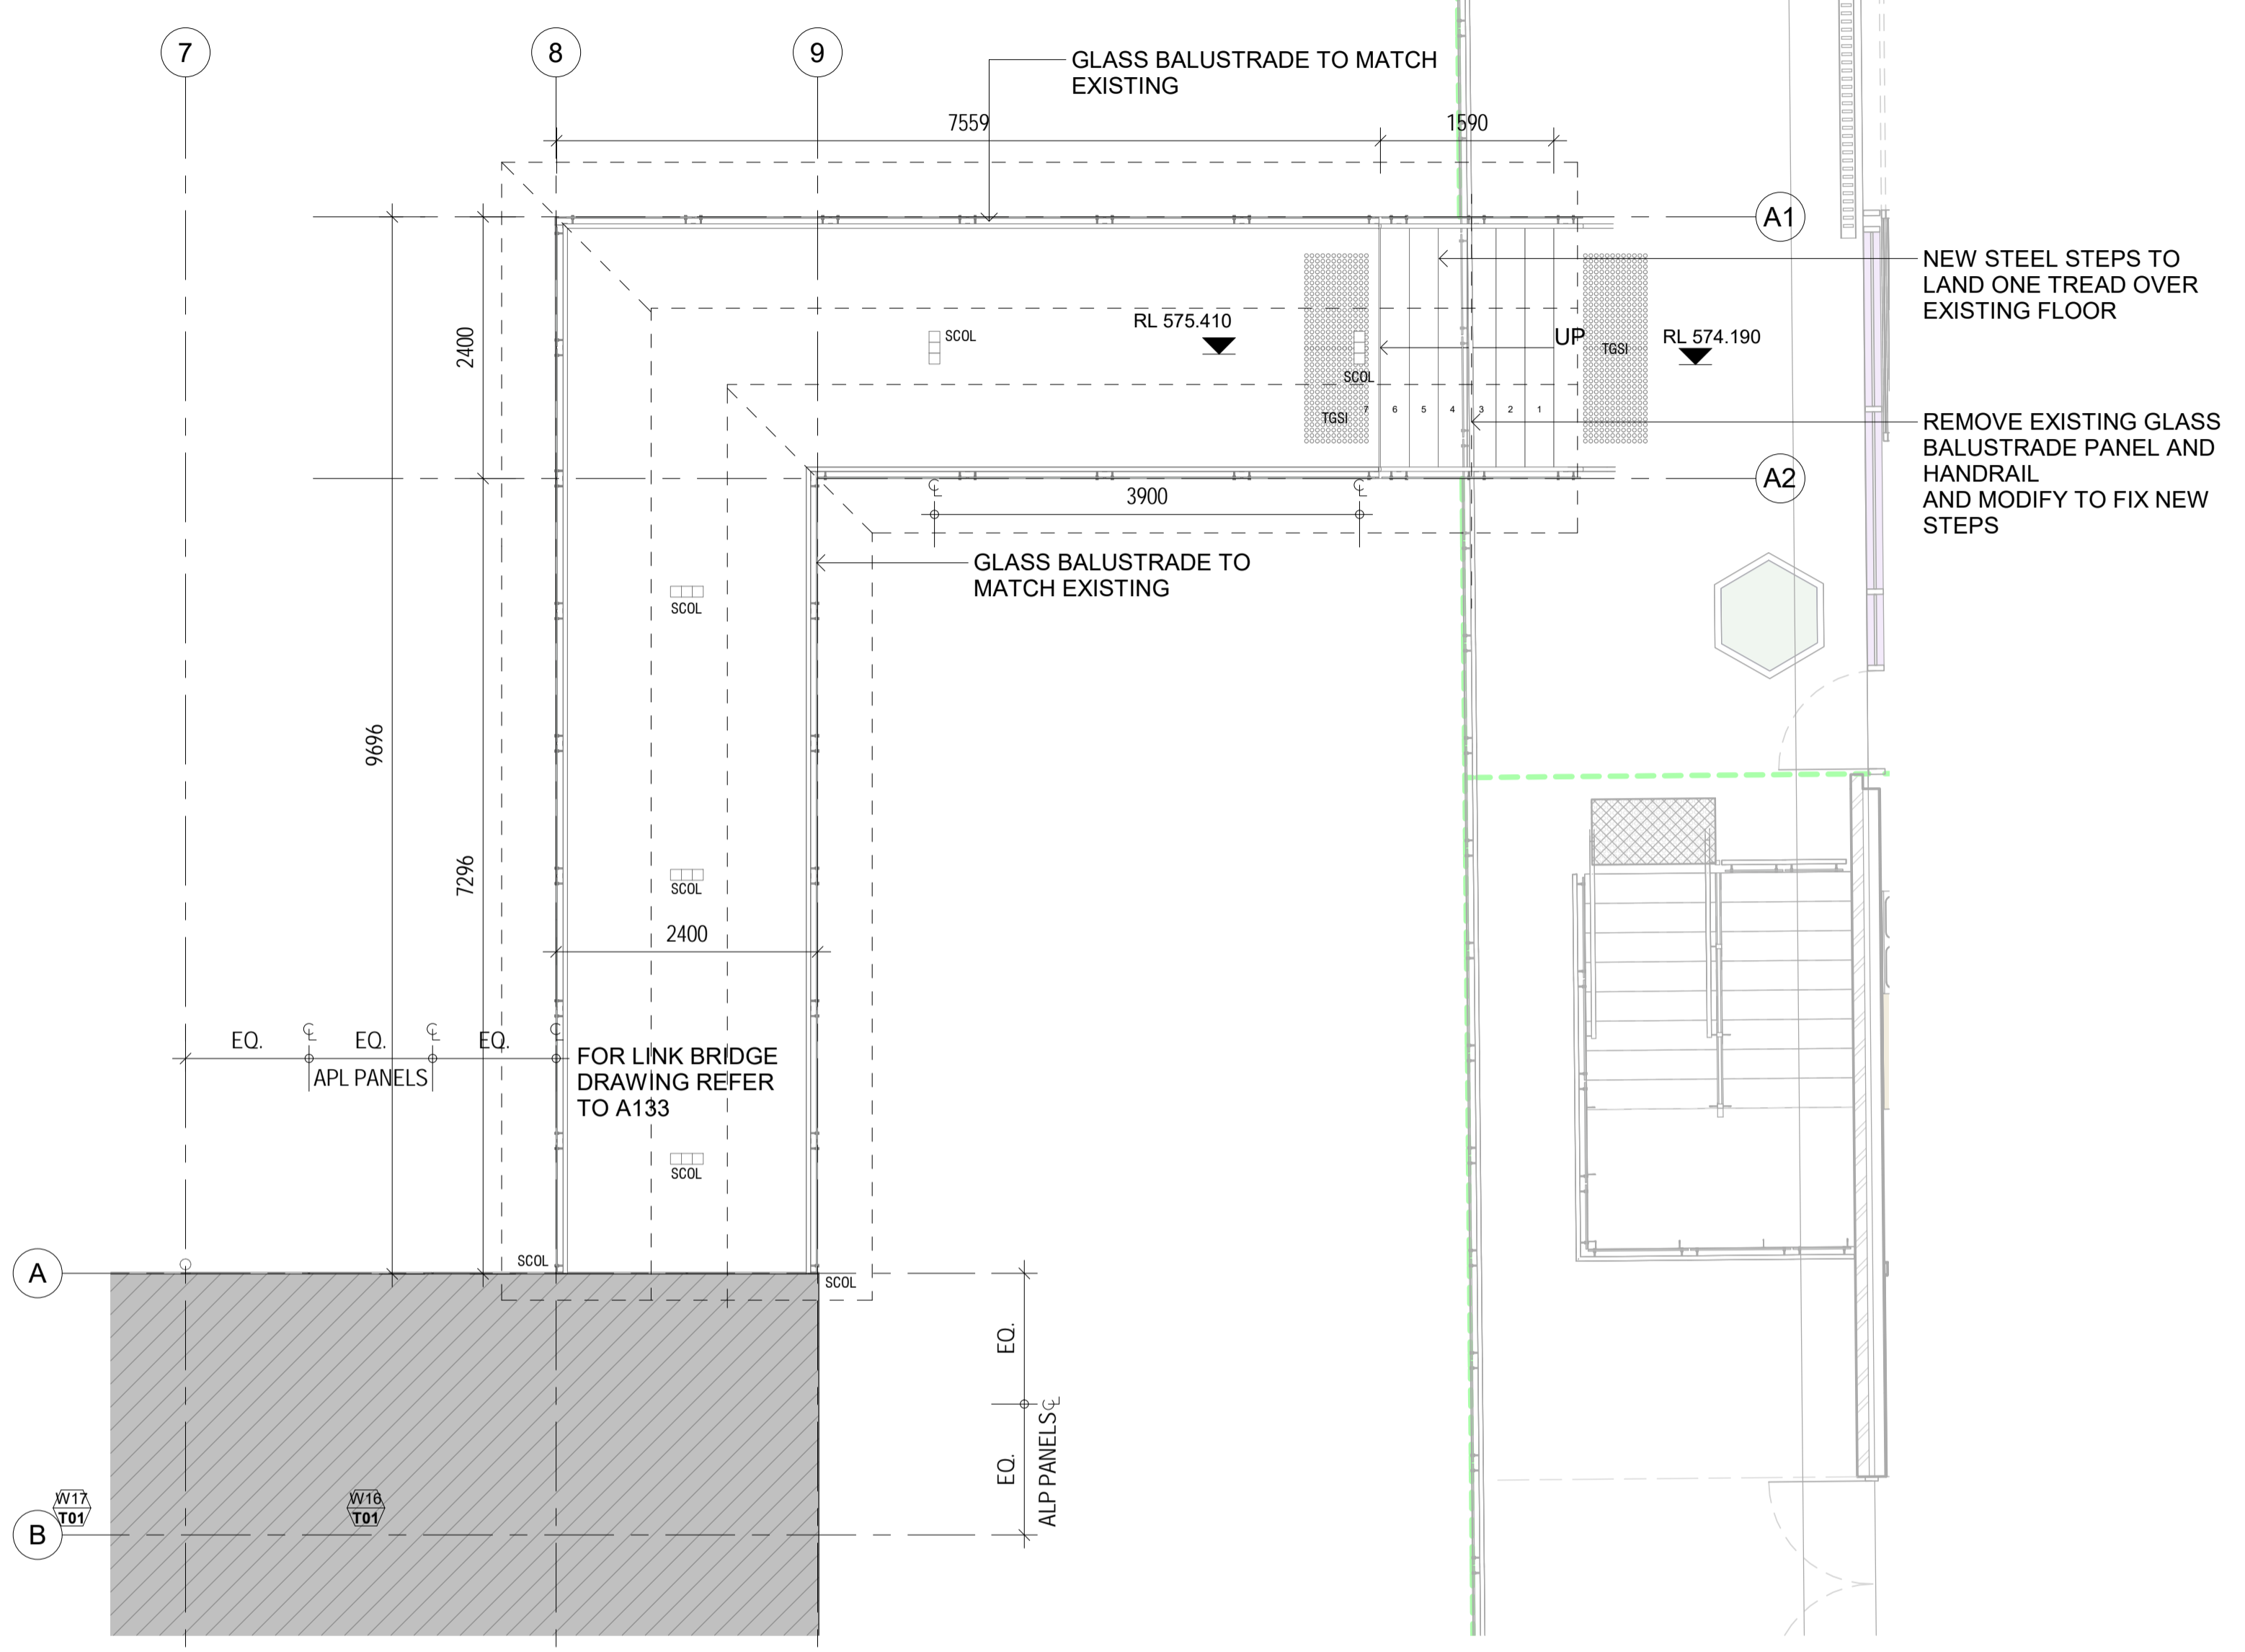 7
8
9
GLASS BALUSTRADE TO MATCH
EXISTING
7559
1590
A1
NEW STEEL STEPS TO
LAND ONE TREAD OVER
EXISTING FLOOR
RL 575.410
SCOL
2400
UP
TGSI
RL 574.190
SCOL
TGSI
7
6
5
4
3
2
1
REMOVE EXISTING GLASS
BALUSTRADE PANEL AND
HANDRAIL
AND MODIFY TO FIX NEW
STEPS
A2
3900
GLASS BALUSTRADE TO
MATCH EXISTING
SCOL
9696
7296
SCOL
2400
EQ.
EQ.
EQ.
APL PANELS
FOR LINK BRIDGE
DRAWING REFER
TO A133
SCOL
SCOL
SCOL
A
EQ.
EQ.
ALP PANELS
W17
T01
W16
T01
B